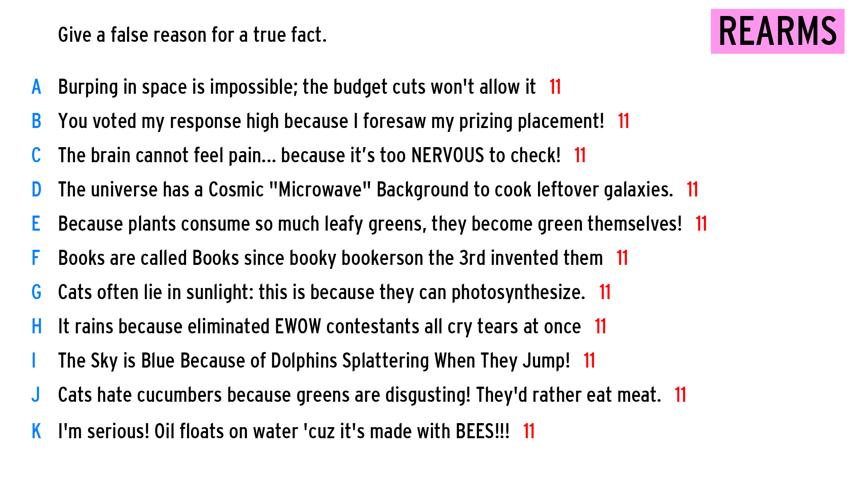 Give a false reason for a true fact.
REARMS
A Burping in space is impossible; the budget cuts won't allow it 11
B You voted my response high because I foresaw my prizing placement! 11
C The brain cannot feel pain... because it’s too NERVOUS to check! 11
D The universe has a Cosmic "Microwave" Background to cook leftover galaxies. 11
E Because plants consume so much leafy greens, they become green themselves! 11
F Books are called Books since booky bookerson the 3rd invented them 11
G Cats often lie in sunlight: this is because they can photosynthesize. 11
H It rains because eliminated EWOW contestants all cry tears at once 11
I The Sky is Blue Because of Dolphins Splattering When They Jump! 11
J Cats hate cucumbers because greens are disgusting! They'd rather eat meat. 11
K I'm serious! Oil floats on water 'cuz it's made with BEES!!! 11